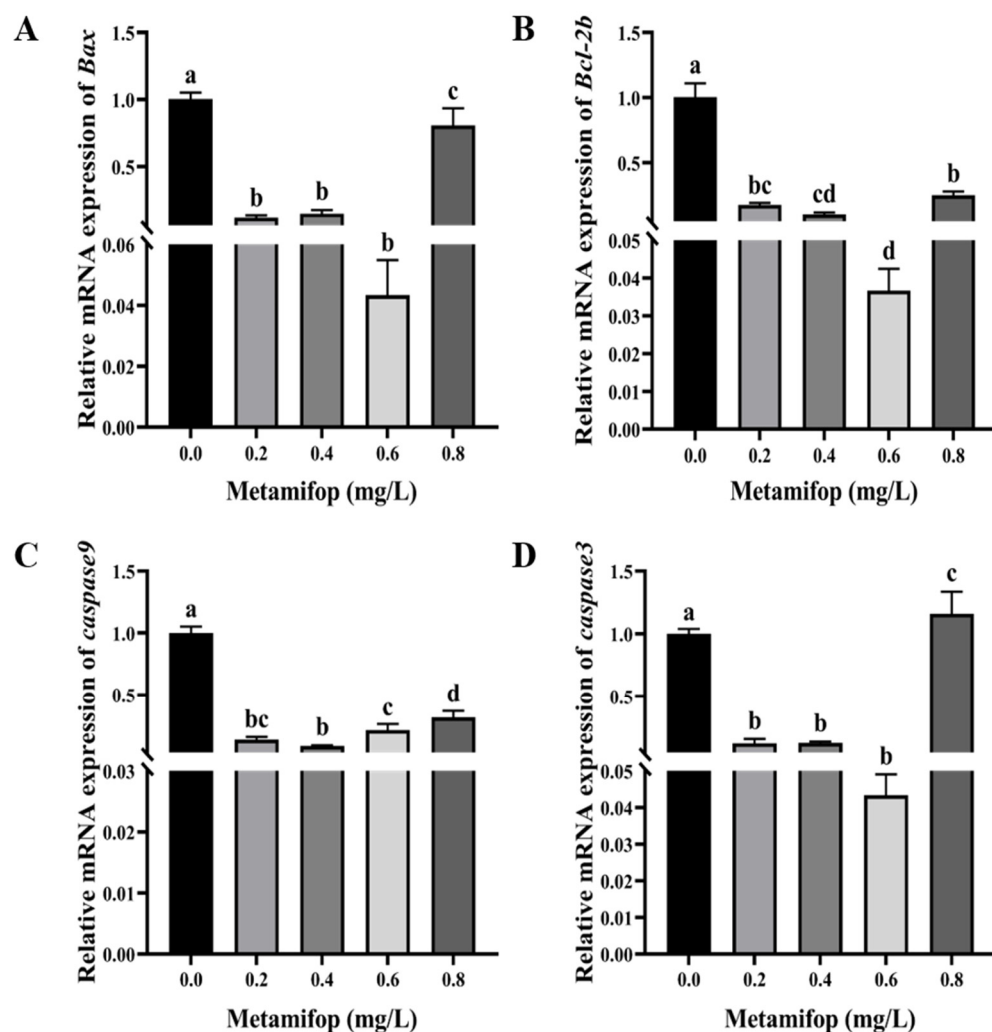 A
Relative mRNA expression of Bax
1.5
1.0
0.5
0.06
0.04
0.02
0.00
a
b
b
b
c
0.0 0.2 0.4 0.6 0.8
Metamifop (mg/L)
B
Relative mRNA expression of Bcl-2b
1.5
1.0
0.5
0.05
0.04
0.03
0.02
0.01
0.00
a
bc
cd
d
b
0.0 0.2 0.4 0.6 0.8
Metamifop (mg/L)
C
Relative mRNA expression of caspase9
1.5
1.0
0.5
0.03
0.02
0.01
0.00
a
bc
b
c
d
0.0 0.2 0.4 0.6 0.8
Metamifop (mg/L)
D
Relative mRNA expression of caspase3
1.5
1.0
0.5
0.05
0.04
0.03
0.02
0.01
0.00
a
b
b
b
c
0.0 0.2 0.4 0.6 0.8
Metamifop (mg/L)